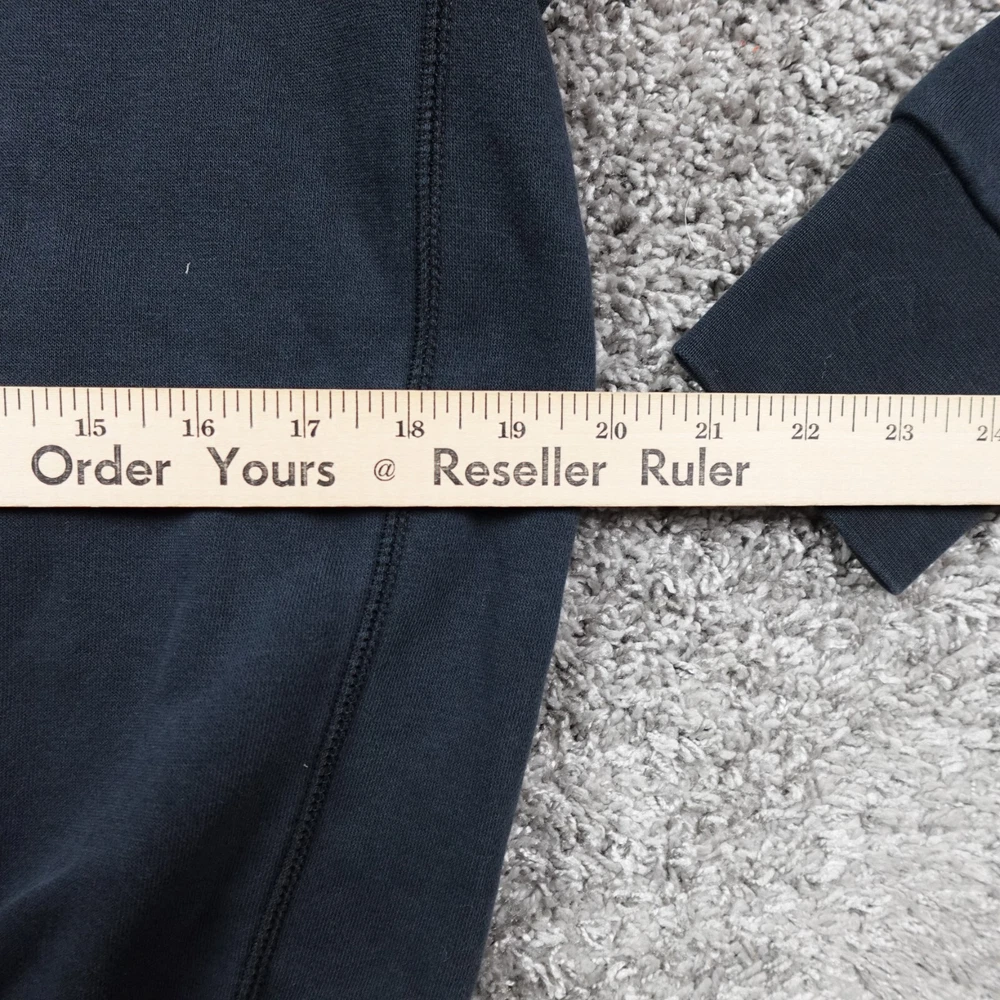 15 16 17 18 19 20 21 22 23 24
Order Yours @ Reseller Ruler